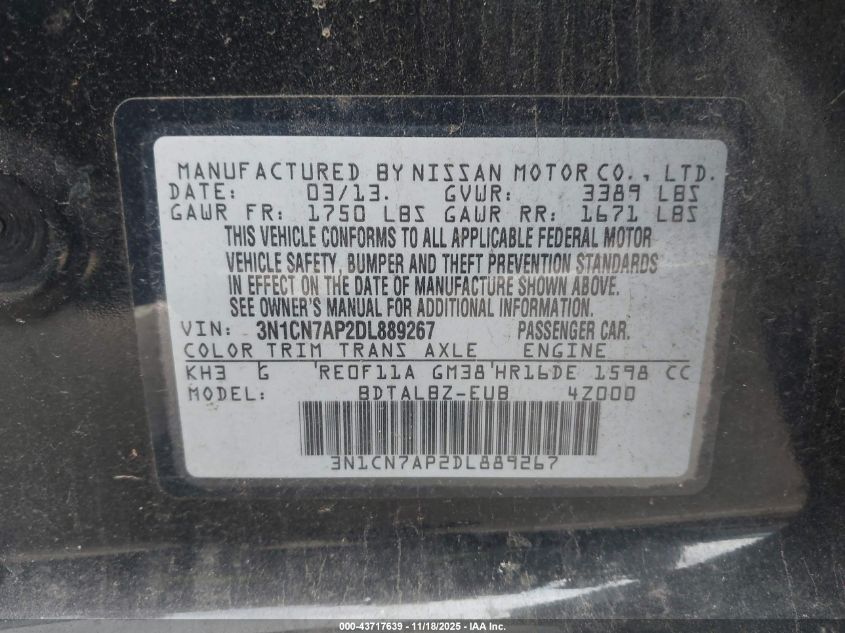 MANUFACTURED BY NISSAN MOTOR CO., LTD.
DATE: 03/13. GVWR: 3389 LBS
GAWR FR: 1750 LBS GAWR RR: 1671 LBS
THIS VEHICLE CONFORMS TO ALL APPLICABLE FEDERAL MOTOR
VEHICLE SAFETY, BUMPER AND THEFT PREVENTION STANDARDS
IN EFFECT ON THE DATE OF MANUFACTURE SHOWN ABOVE.
SEE OWNER'S MANUAL FOR ADDITIONAL INFORMATION.
VIN: 3N1CN7AP2DL889267 PASSENGER CAR.
COLOR TRIM TRANS AXLE ENGINE
KH3 G 'RE0F11A GM38'HR16DE 1598 CC
MODEL: BDTALBZ-EUB 4Z000
3N1CN7AP2DL889267
000-43717639 - 11/18/2025 - IAA Inc.